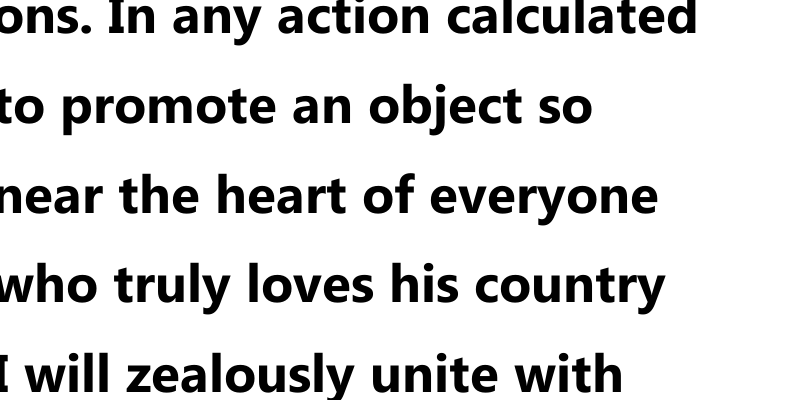 ons. In any action calculated
to promote an object so
near the heart of everyone
who truly loves his country
I will zealously unite with